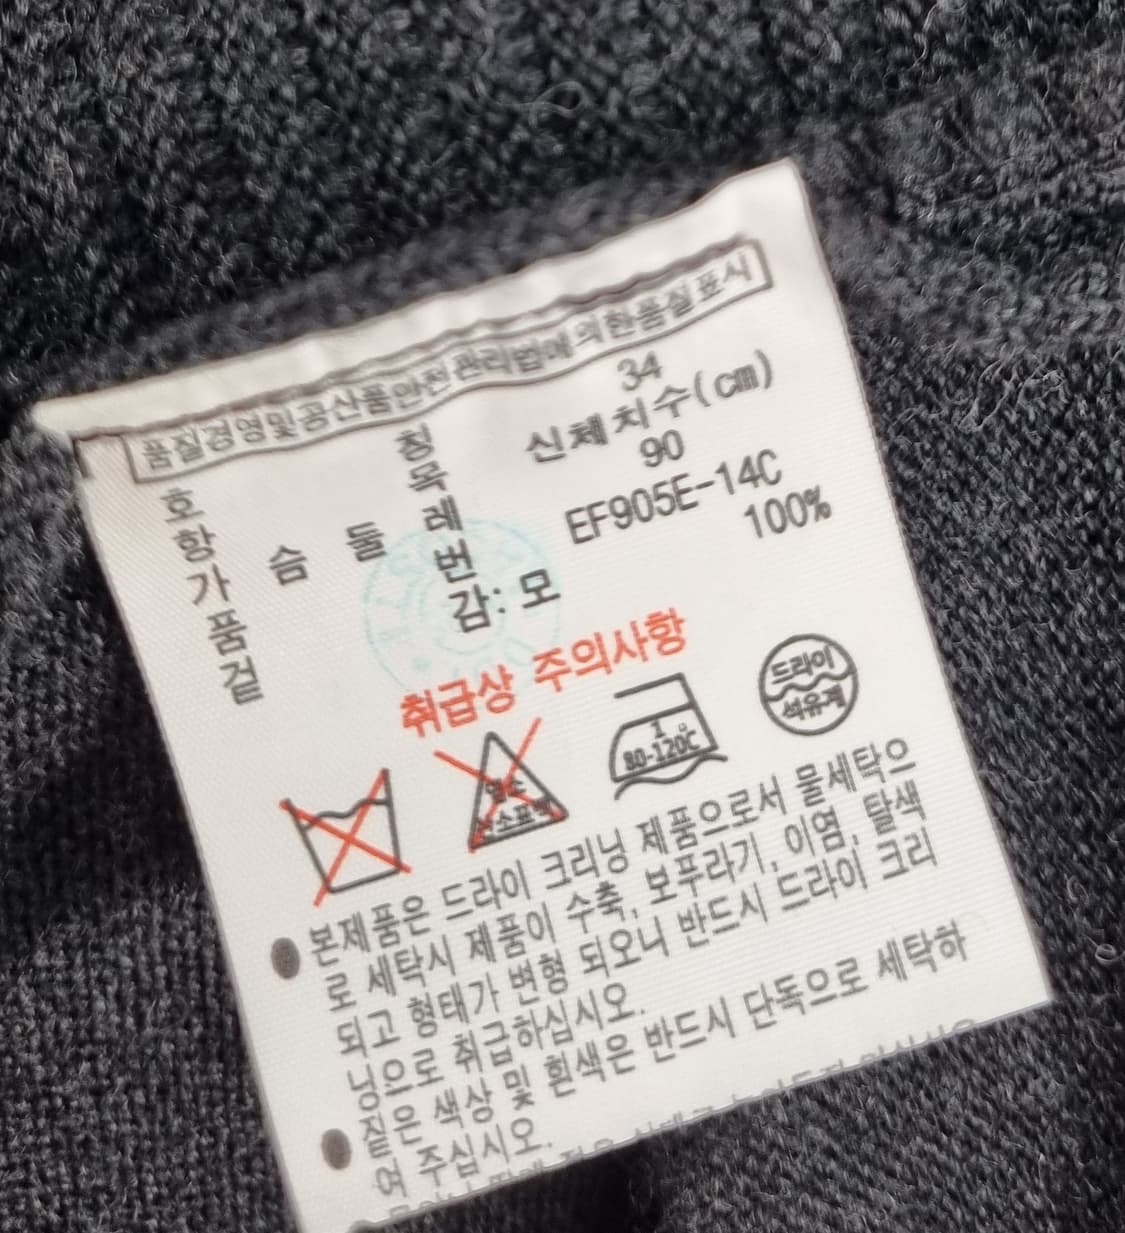 품질경영및공산품안전관리법에의한품질표시
호 칭 34
항 목 신체치수(cm)
가 슴 둘 레 90
품 번 EF905E-14C
겉 감: 모 100%
취급상 주의사항
염소
산소표백
1
80-120℃
드라이
석유계
●본제품은 드라이 크리닝 제품으로서 물세탁으
로 세탁시 제품이 수축, 보푸라기, 이염, 탈색
되고 형태가 변형 되오니 반드시 드라이 크리
닝으로 취급하십시오.
●짙은 색상 및 흰색은 반드시 단독으로 세탁하
여 주십시오.